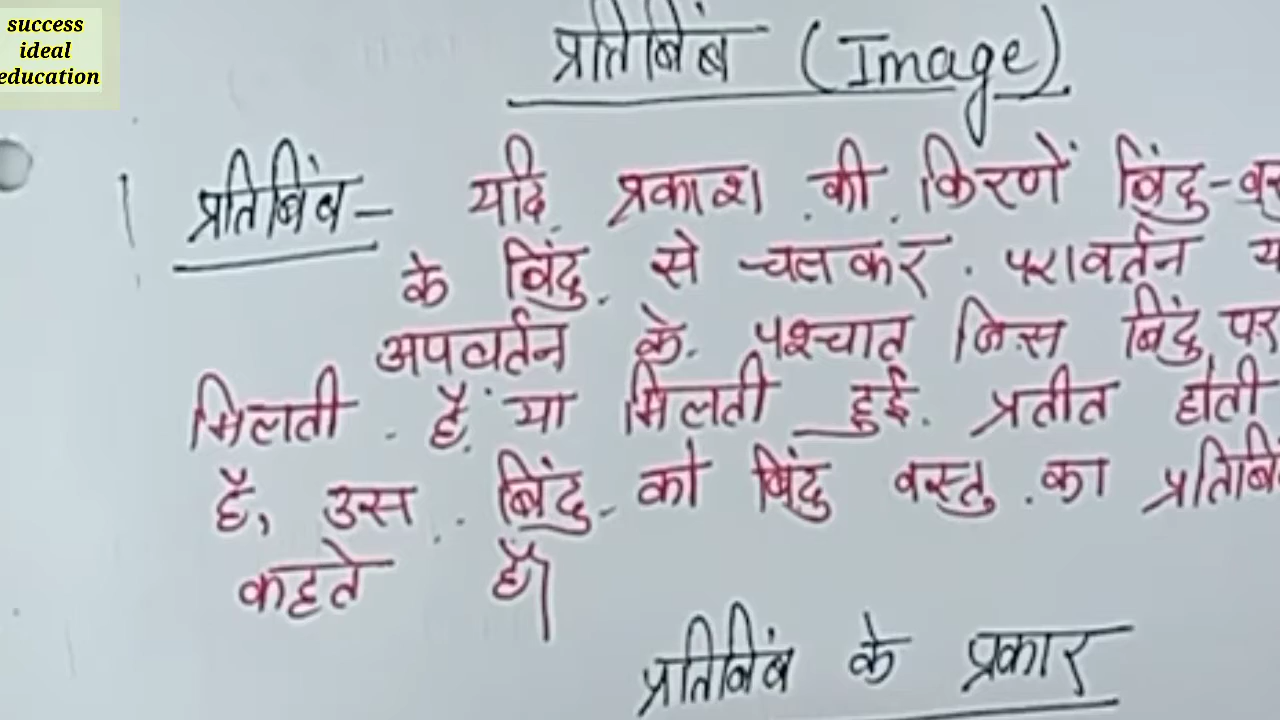 success
ideal
education
प्रतिबिंब (Image)
प्रतिबिंब - यदि प्रकाश की किरणें बिंदु-
के बिंदु से चलकर परावर्तन
अपवर्तन के पश्चात जिस बिंदु पर
मिलती हैं या मिलती हुई प्रतीत होती
है, उस बिंदु को बिंदु वस्तु का
कहते हैं।
प्रतिबिंब के प्रकार